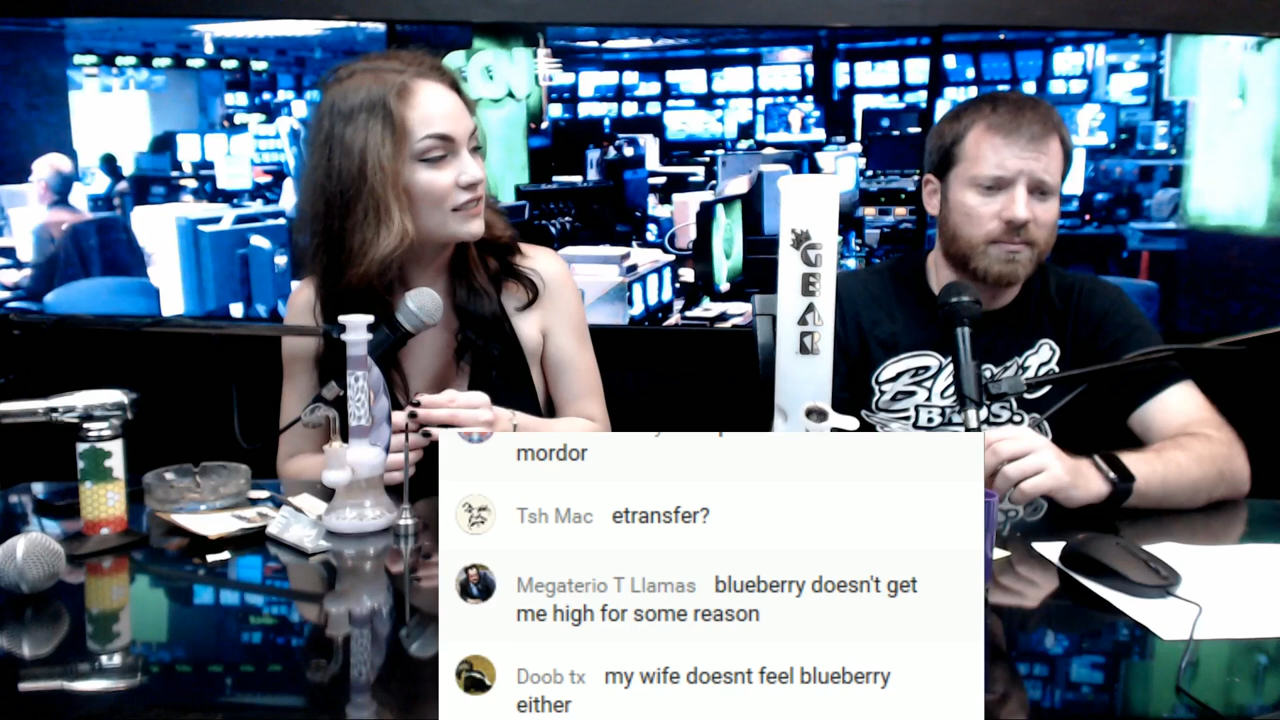 GEAR
BROS.
mordor
Tsh Mac etransfer?
Megaterio T Llamas blueberry doesn't get
me high for some reason
Doob tx my wife doesnt feel blueberry
either